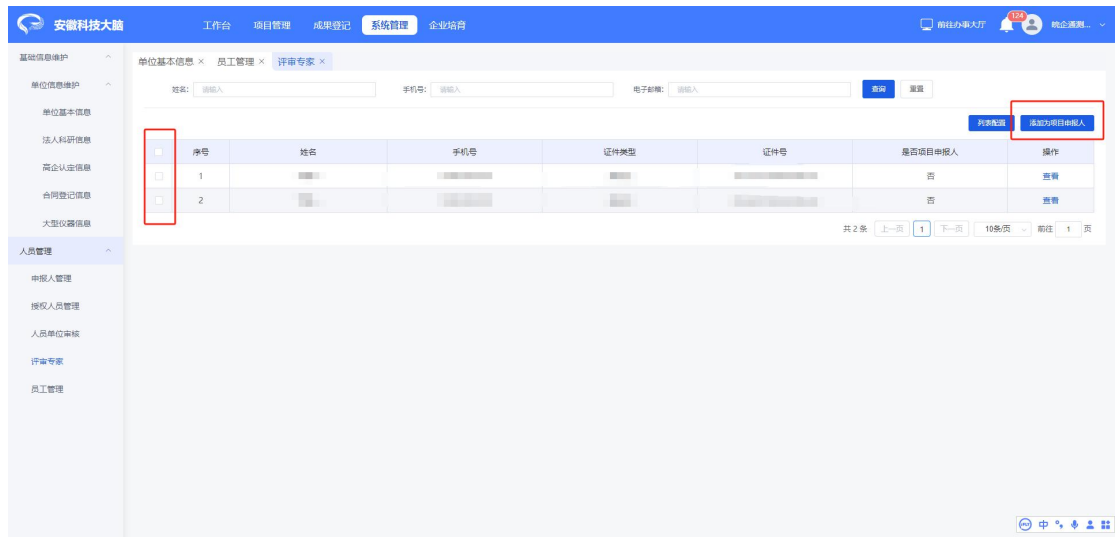 安徽科技大脑 工作台 项目管理 成果登记 系统管理 企业培育 前往办事大厅 124 皖企通测...
基础信息维护
单位基本信息 × 员工管理 × 评审专家 ×
单位信息维护
姓名: 请输入 手机号: 请输入 电子邮箱: 请输入 查询 重置
单位基本信息
列表配置 添加为项目申报人
法人科研信息
序号 姓名 手机号 证件类型 证件号 是否项目申报人 操作
高企认定信息
1 否 查看
合同登记信息
2 否 查看
大型仪器信息
共 2 条 上一页 1 下一页 10条/页 前往 1 页
人员管理
申报人管理
授权人员管理
人员单位审核
评审专家
员工管理
中